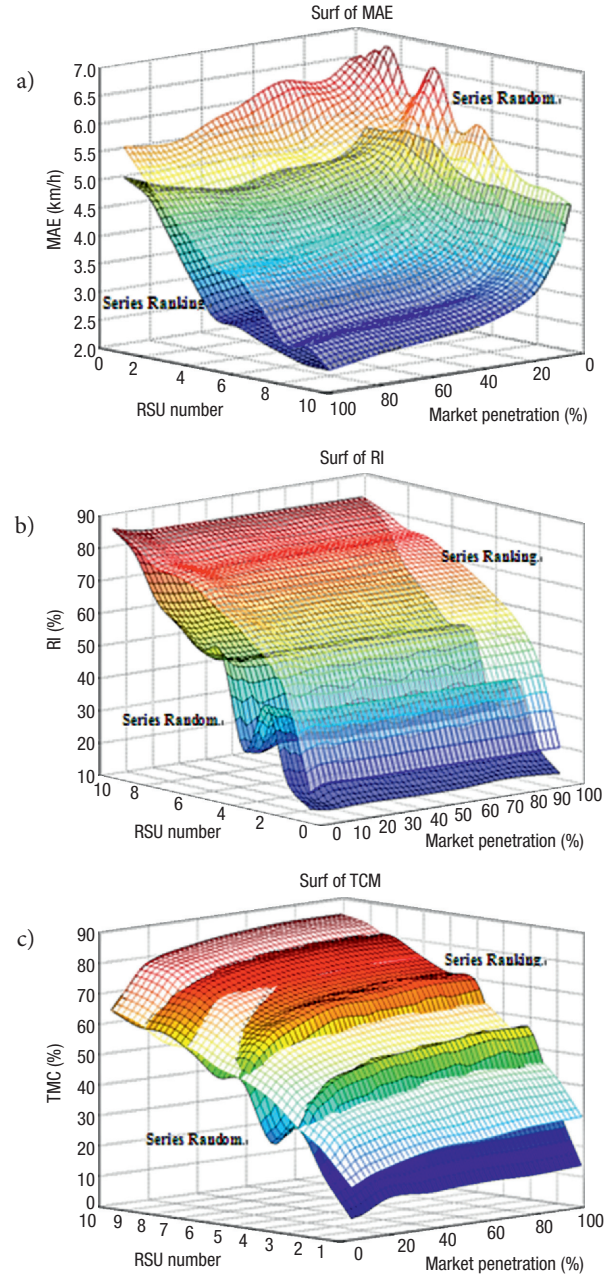 Surf of MAE
a)
7.0
6.5
6.0
5.5
5.0
4.5
4.0
3.5
3.0
2.5
2.0
MAE (km/h)
Series Random.
Series Ranking
0 2 4 6 8 10
RSU number
100 80 60 40 20 0
Market penetration (%)
Surf of RI
b)
90
80
70
60
50
40
30
20
10
RI (%)
Series Ranking.
Series Random.
10 8 6 4 2 0
RSU number
0 10 20 30 40 50 60 70 80 90 100
Market penetration (%)
Surf of TCM
c)
90
80
70
60
50
40
30
20
10
0
TMC (%)
Series Ranking.
Series Random.
10 9 8 7 6 5 4 3 2 1
RSU number
0 20 40 60 80 100
Market penetration (%)